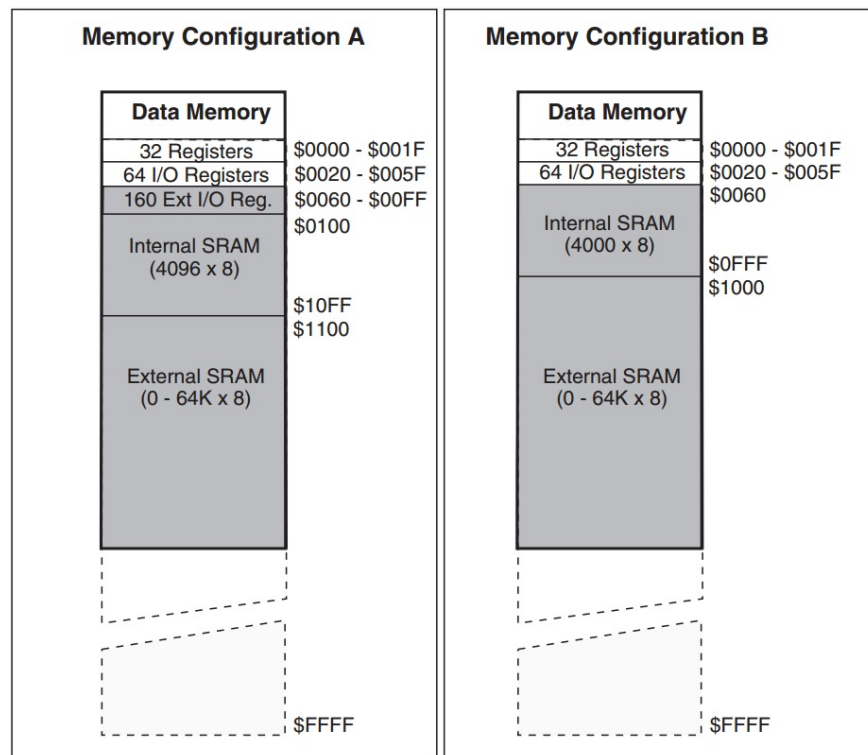 Memory Configuration A
Data Memory
32 Registers
$0000 - $001F
64 I/O Registers
$0020 - $005F
160 Ext I/O Reg.
$0060 - $00FF
$0100
Internal SRAM
(4096 x 8)
$10FF
$1100
External SRAM
(0 - 64K x 8)
$FFFF
Memory Configuration B
Data Memory
32 Registers
$0000 - $001F
64 I/O Registers
$0020 - $005F
$0060
Internal SRAM
(4000 x 8)
$0FFF
$1000
External SRAM
(0 - 64K x 8)
$FFFF